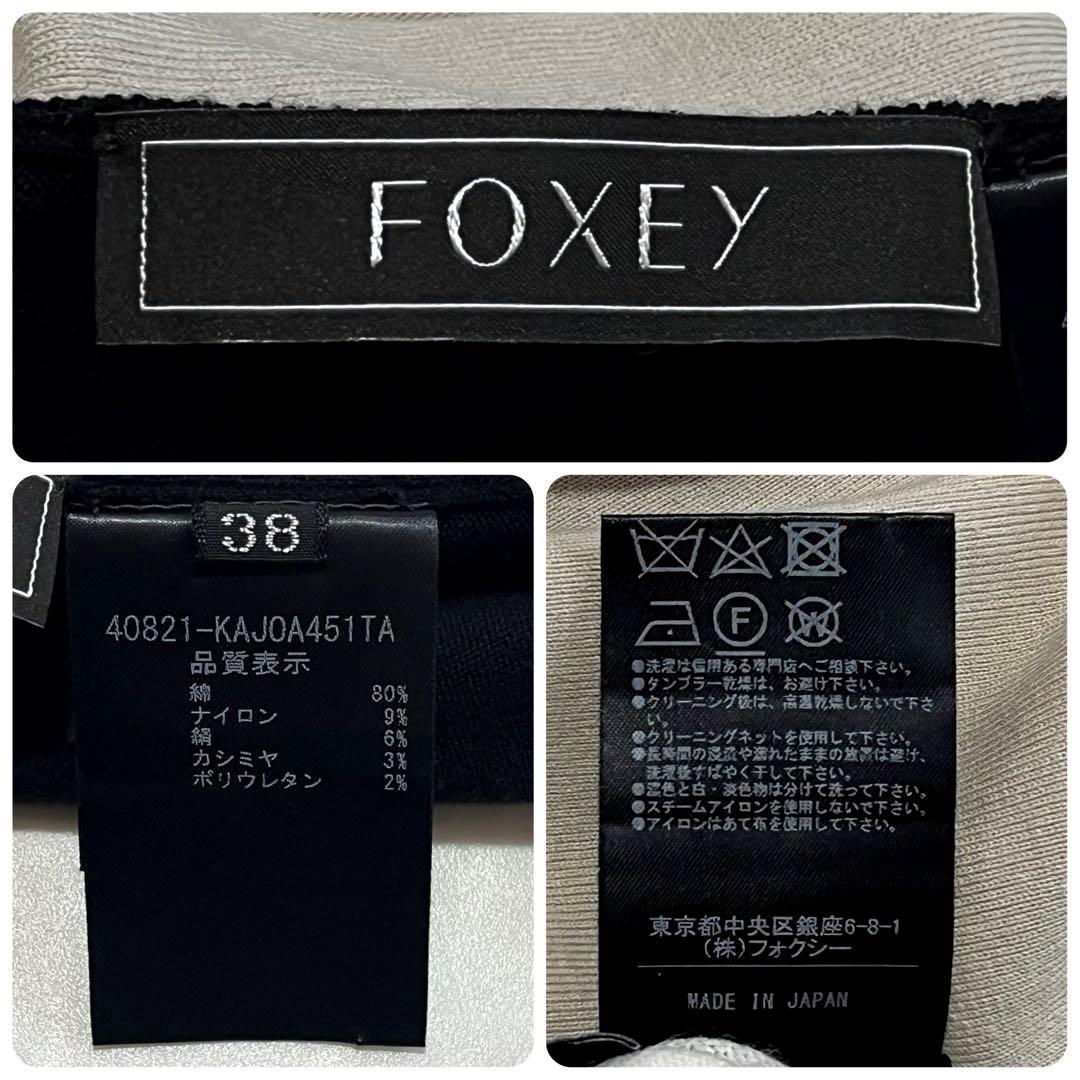 FOXEY
38
40821-KAJOA451TA
品質表示
綿 80%
ナイロン 9%
絹 6%
カシミヤ 3%
ポリウレタン 2%
F
W
●洗濯は信用ある専門店へご相談下さい。
●タンブラー乾燥は、お避け下さい。
●クリーニング後は、高温乾燥しないで下さ
い。
●クリーニングネットを使用して下さい。
●長時間の浸漬や濡れたままの放置は避け、
洗濯後すばやく干して下さい。
●濃色と白・淡色物は分けて洗って下さい。
●スチームアイロンを使用しないで下さい。
●アイロンはあて布を使用して下さい。
東京都中央区銀座6-8-1
(株)フォクシー
MADE IN JAPAN